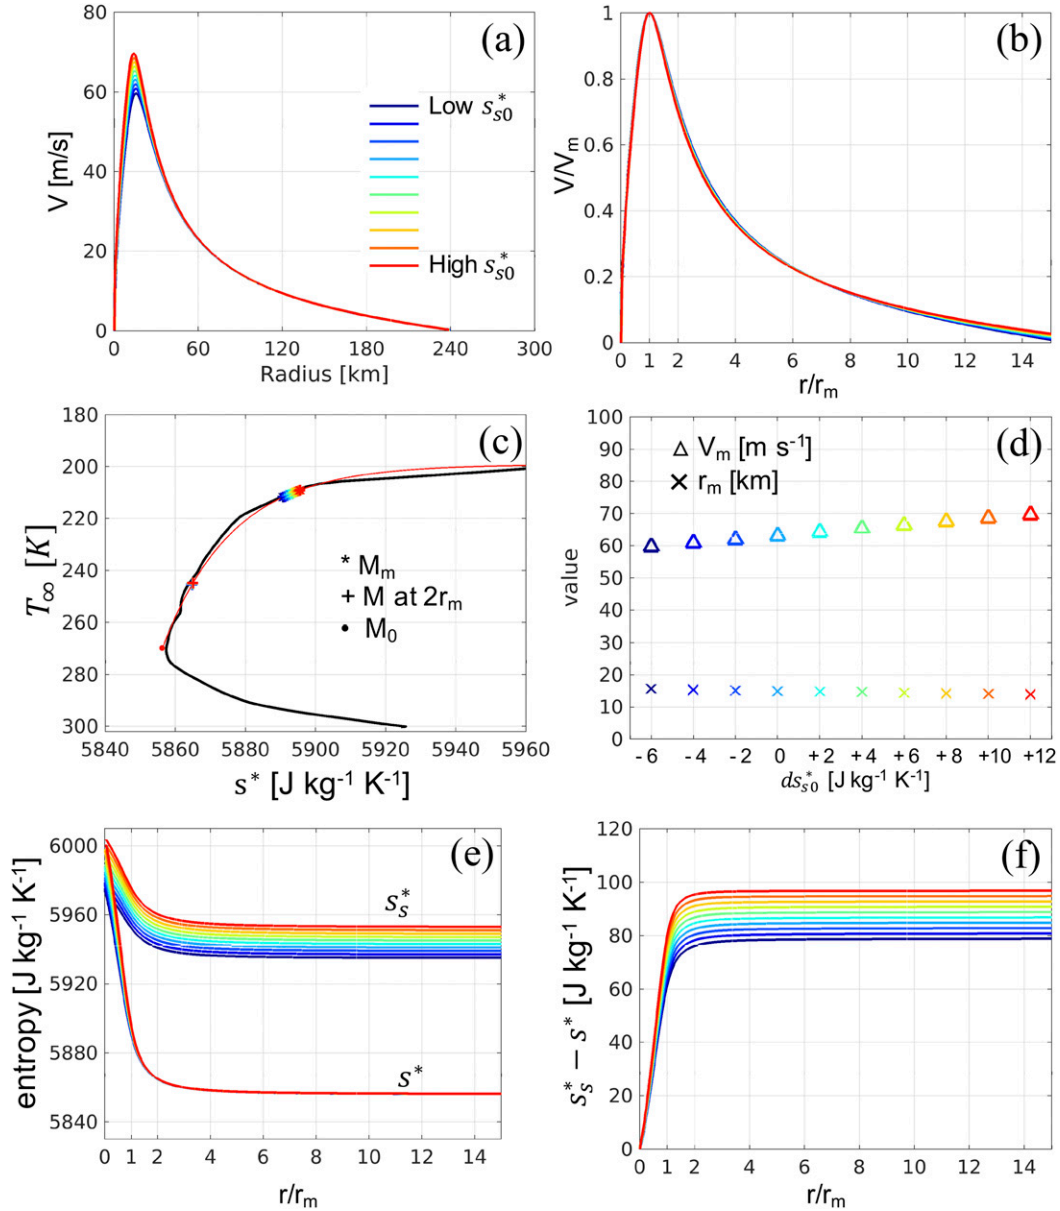 (a)
80
60
40
20
0
V [m/s]
Low s*s0
High s*s0
0 60 120 180 240 300
Radius [km]
(b)
1
0.8
0.6
0.4
0.2
0
V/Vm
0 1 2 4 6 8 10 12 14
r/rm
(c)
180
200
220
240
260
280
300
T∞ [K]
* Mm
+ M at 2rm
• M0
5840 5860 5880 5900 5920 5940 5960
s* [J kg-1 K-1]
(d)
100
90
80
70
60
50
40
30
20
10
0
value
△ Vm [m s-1]
× rm [km]
-6 -4 -2 0 +2 +4 +6 +8 +10 +12
ds*s0 [J kg-1 K-1]
(e)
6000
5960
5920
5880
5840
entropy [J kg-1 K-1]
s*s
s*
0 1 2 4 6 8 10 12 14
r/rm
(f)
120
100
80
60
40
20
0
s*s − s* [J kg-1 K-1]
0 1 2 4 6 8 10 12 14
r/rm